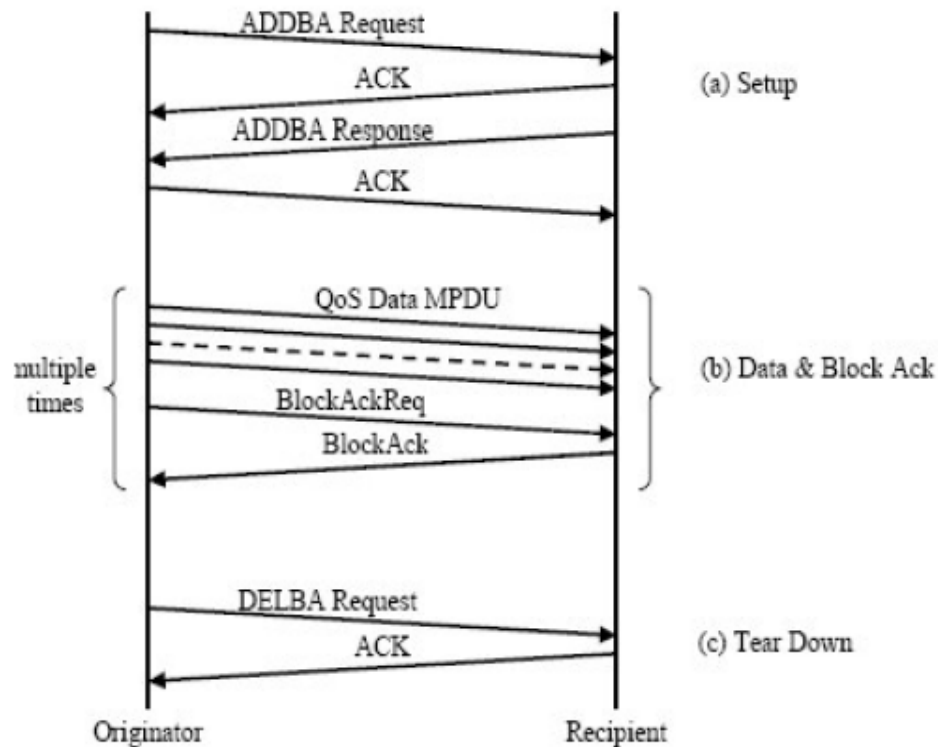 ADDBA Request
ACK
(a) Setup
ADDBA Response
ACK
QoS Data MPDU
multiple
times
(b) Data & Block Ack
BlockAckReq
BlockAck
DELBA Request
ACK
(c) Tear Down
Originator
Recipient